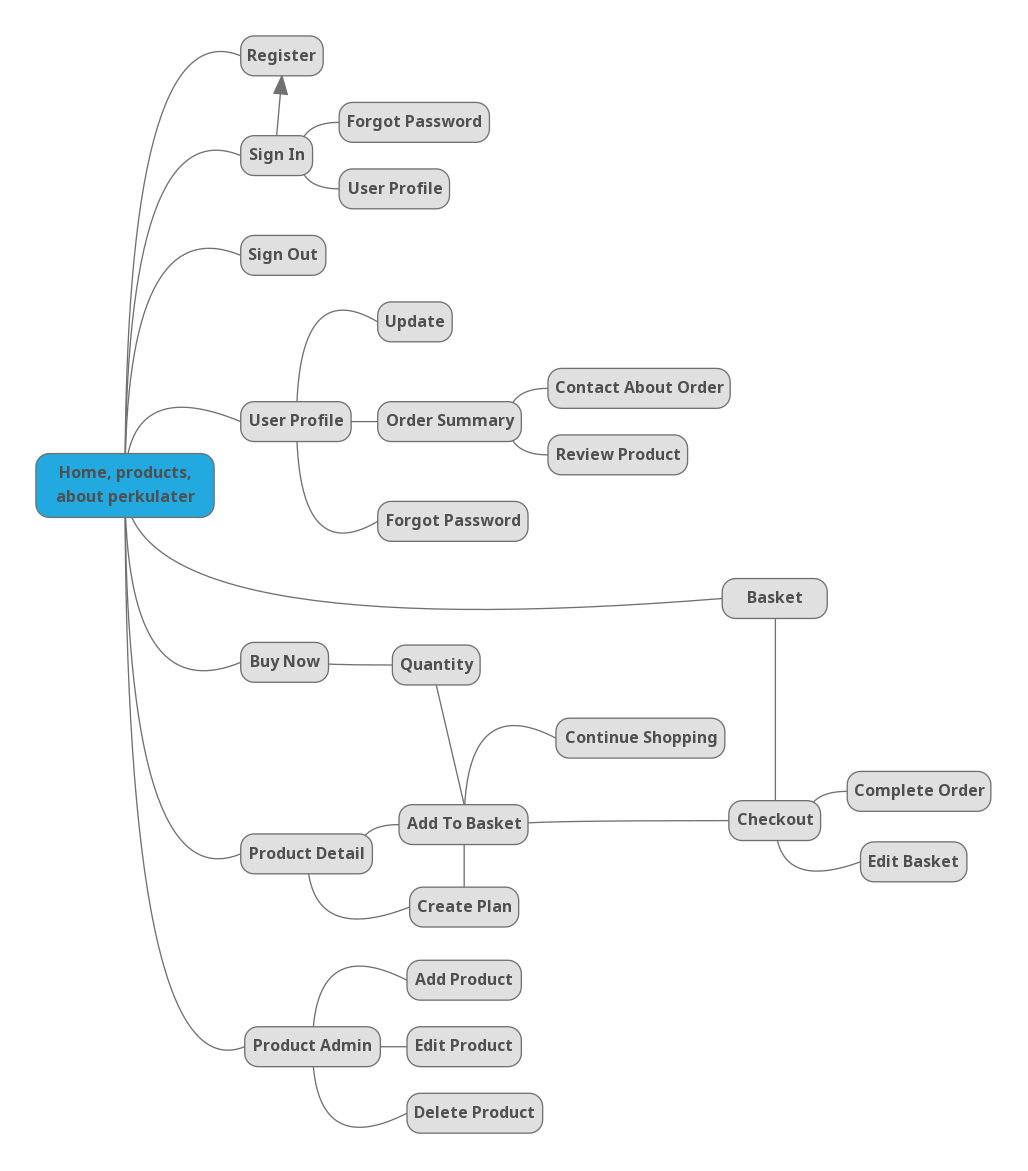 Register
Forgot Password
Sign In
User Profile
Sign Out
Update
Contact About Order
User Profile
Order Summary
Review Product
Home, products,
about perkulater
Forgot Password
Basket
Buy Now
Quantity
Continue Shopping
Complete Order
Add To Basket
Checkout
Product Detail
Edit Basket
Create Plan
Add Product
Product Admin
Edit Product
Delete Product